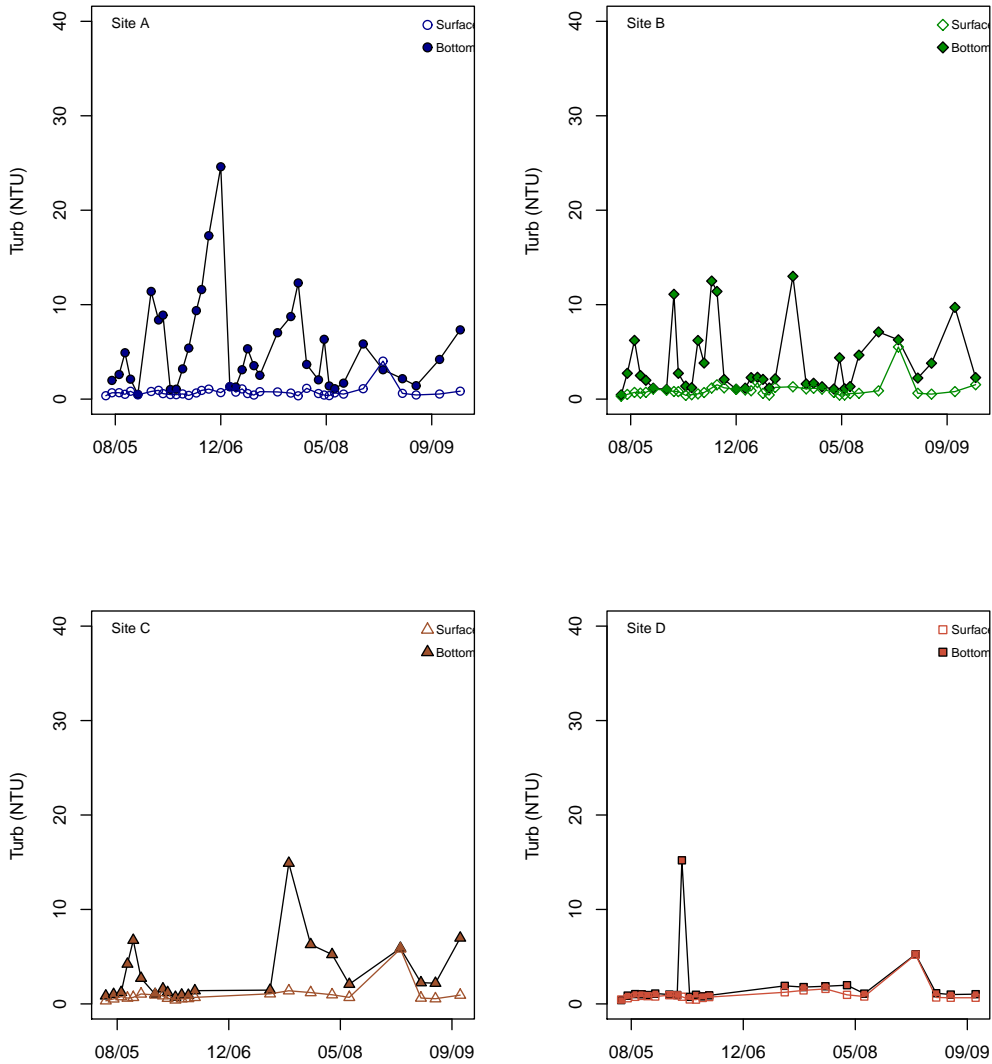 Site A
Surface
Bottom
Turb (NTU)
40
30
20
10
0
08/05
12/06
05/08
09/09
Site B
Surface
Bottom
Turb (NTU)
40
30
20
10
0
08/05
12/06
05/08
09/09
Site C
Surface
Bottom
Turb (NTU)
40
30
20
10
0
08/05
12/06
05/08
09/09
Site D
Surface
Bottom
Turb (NTU)
40
30
20
10
0
08/05
12/06
05/08
09/09